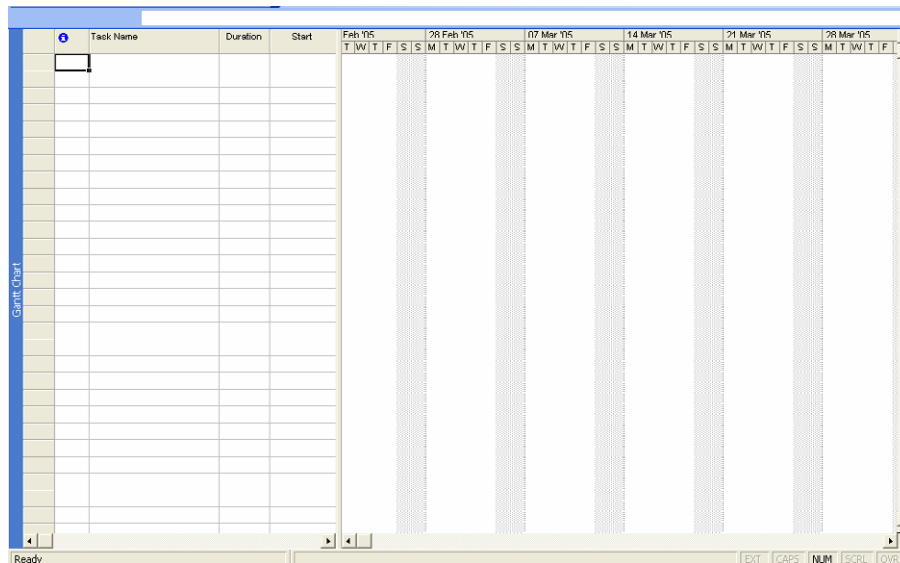 Task Name Duration Start Feb '05 28 Feb '05 07 Mar '05 14 Mar '05 21 Mar '05 28 Mar '05
T W T F S S M T W T F S S M T W T F S S M T W T F S S M T W T F S S M T W T F
Gantt Chart
Ready EXT CAPS NUM SCRL OVR